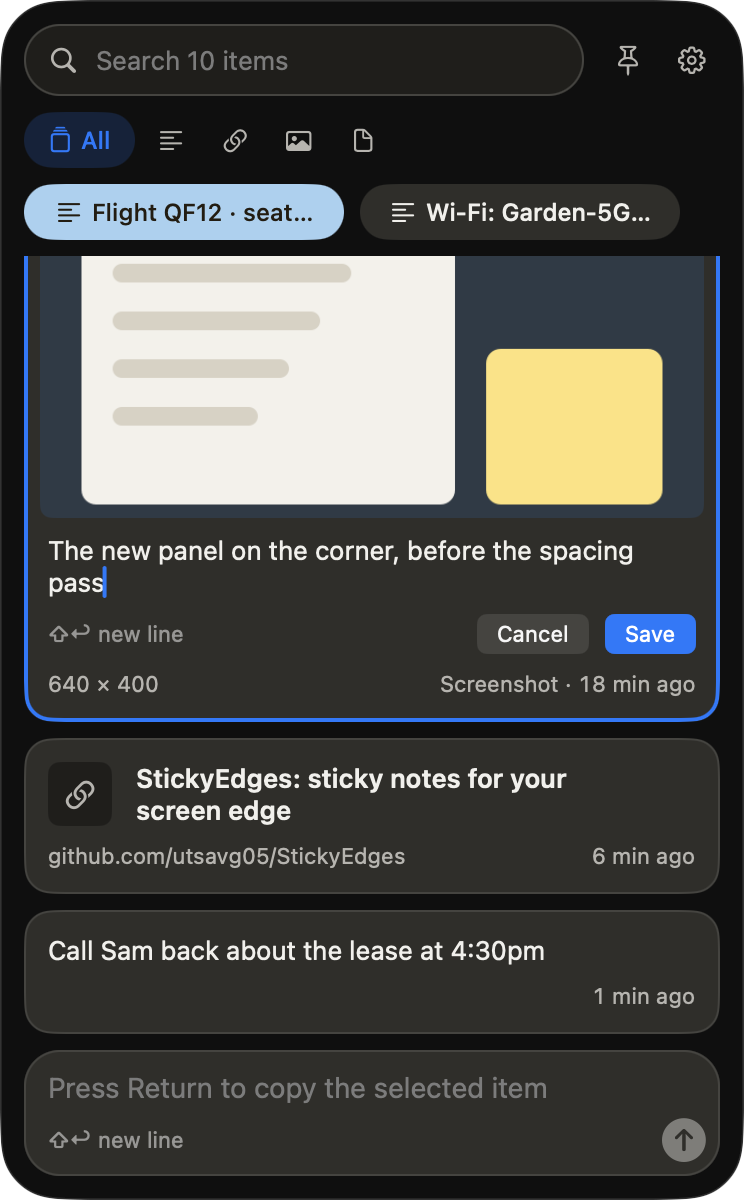 Search 10 items
All
Flight QF12 · seat...
Wi-Fi: Garden-5G...
The new panel on the corner, before the spacing
pass
⇧↩ new line
Cancel
Save
640 × 400
Screenshot · 18 min ago
StickyEdges: sticky notes for your
screen edge
github.com/utsavg05/StickyEdges
6 min ago
Call Sam back about the lease at 4:30pm
1 min ago
Press Return to copy the selected item
⇧↩ new line